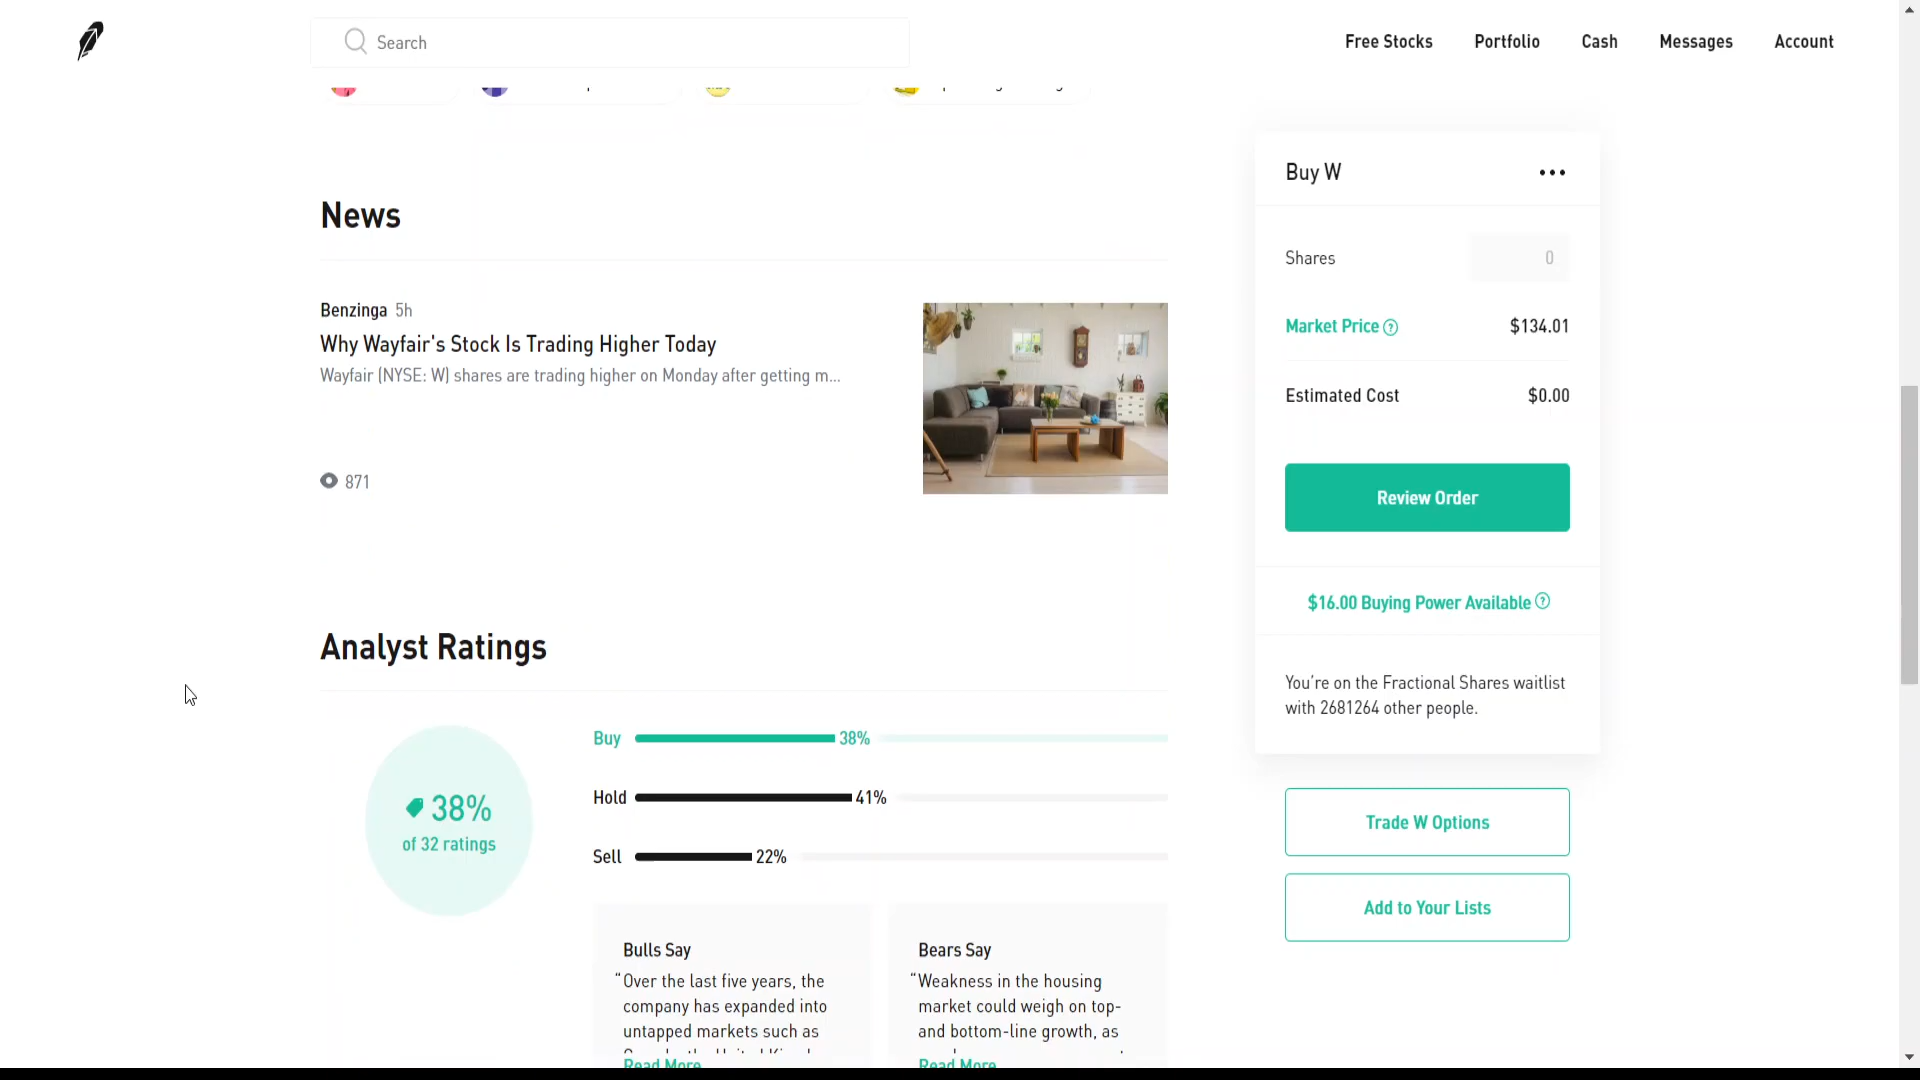 Search
Free Stocks
Portfolio
Cash
Messages
Account
News
Benzinga 5h
Why Wayfair's Stock Is Trading Higher Today
Wayfair (NYSE: W) shares are trading higher on Monday after getting m...
871
Analyst Ratings
38%
of 32 ratings
Buy 38%
Hold 41%
Sell 22%
Bulls Say
“Over the last five years, the
company has expanded into
untapped markets such as
Read More
Bears Say
“Weakness in the housing
market could weigh on top-
and bottom-line growth, as
Read More
Buy W
Shares 0
Market Price ? $134.01
Estimated Cost $0.00
Review Order
$16.00 Buying Power Available ?
You’re on the Fractional Shares waitlist
with 2681264 other people.
Trade W Options
Add to Your Lists